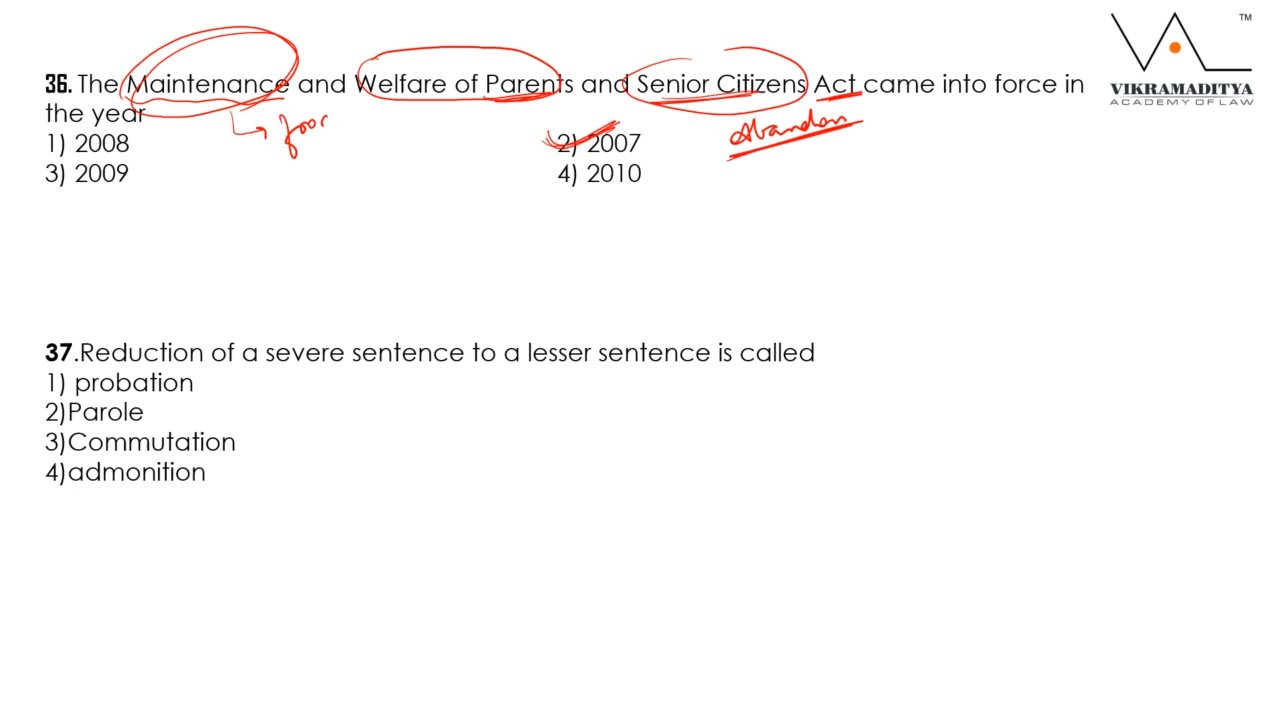 TM
VIKRAMADITYA
ACADEMY OF LAW
36. The Maintenance and Welfare of Parents and Senior Citizens Act came into force in
the year
Abandon
1) 2008
2) 2007
3) 2009
4) 2010
37.Reduction of a severe sentence to a lesser sentence is called
1) probation
2)Parole
3)Commutation
4)admonition